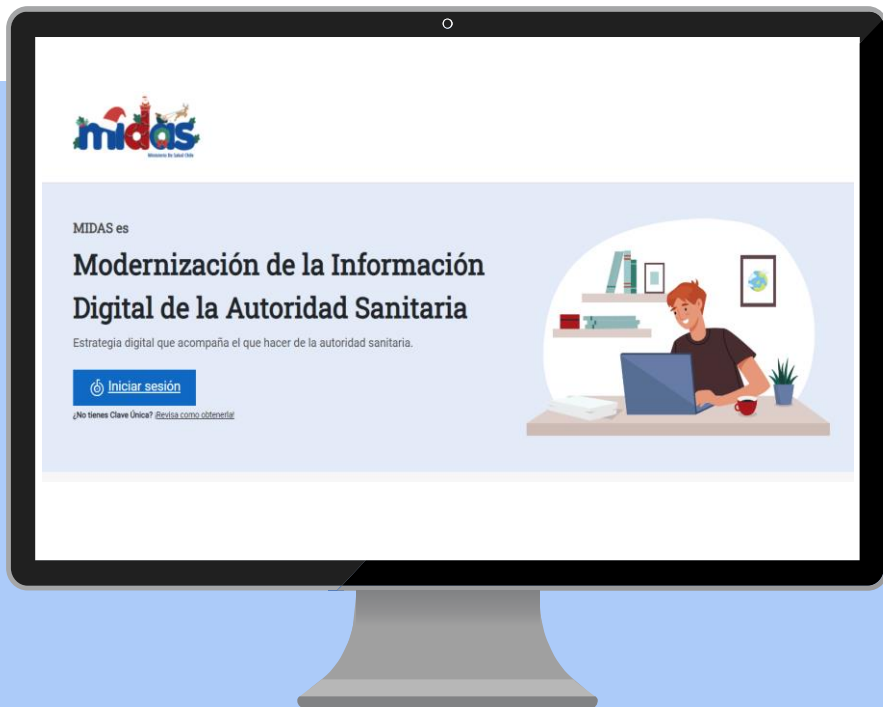 midas
Ministerio De Salud Chile
MIDAS es
Modernización de la Información
Digital de la Autoridad Sanitaria
Estrategia digital que acompaña el que hacer de la autoridad sanitaria.
Iniciar sesión
¿No tienes Clave Única? ¡Revisa como obtenerla!